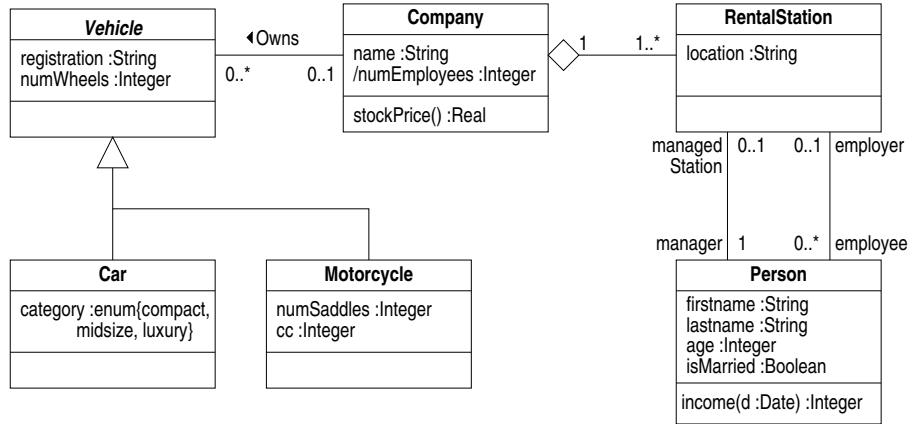 Vehicle
registration :String
numWheels :Integer
◀Owns
0..*
0..1
Company
name :String
/numEmployees :Integer
stockPrice() :Real
1
1..*
RentalStation
location :String
managed
Station
0..1
0..1
employer
manager
1
0..*
employee
Car
category :enum{compact,
midsize, luxury}
Motorcycle
numSaddles :Integer
cc :Integer
Person
firstname :String
lastname :String
age :Integer
isMarried :Boolean
income(d :Date) :Integer